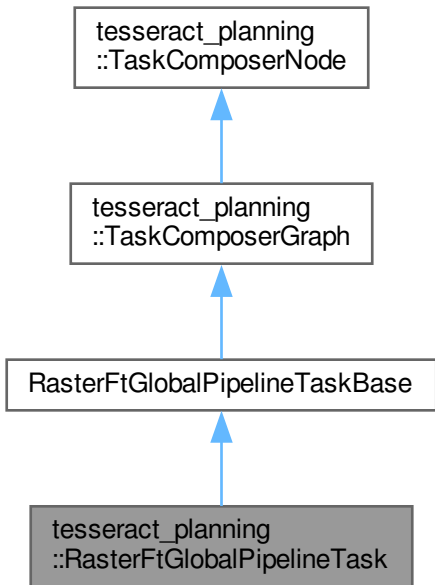 tesseract_planning
::TaskComposerNode
tesseract_planning
::TaskComposerGraph
RasterFtGlobalPipelineTaskBase
tesseract_planning
::RasterFtGlobalPipelineTask